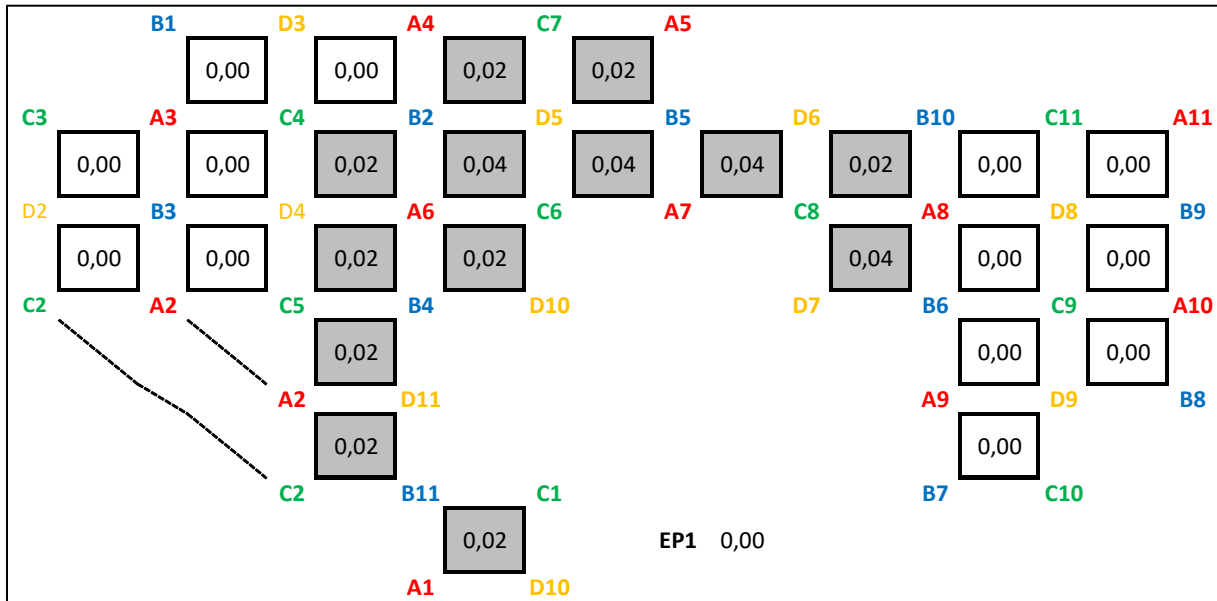 B1 D3 A4 C7 A5
0,00 0,00 0,02 0,02
C3 A3 C4 B2 D5 B5 D6 B10 C11 A11
0,00 0,00 0,02 0,04 0,04 0,04 0,02 0,00 0,00
D2 B3 D4 A6 C6 A7 C8 A8 D8 B9
0,00 0,00 0,02 0,02 0,04 0,00 0,00
C2 A2 C5 B4 D10 D7 B6 C9 A10
0,02 0,00 0,00
A2 D11 A9 D9 B8
0,02 0,00
C2 B11 C1 B7 C10
0,02 EP1 0,00
A1 D10